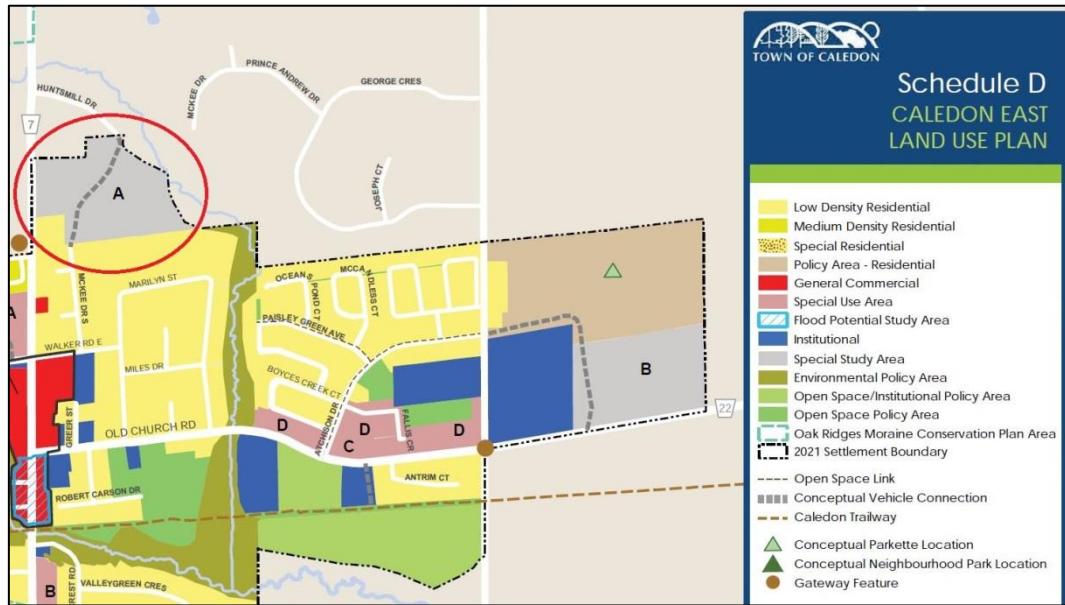 HUNTSMILL DR
7
MCKEE DR
PRINCE ANDREW DR
GEORGE CRES
JOSEPH CT
A
MCKEE DR S
MARILYN ST
OCEAN S
POND CT
MCCA
NDLESS CT
PAISLEY GREEN AVE
A
WALKER RD E
MILES DR
BOYCES CREEK CT
B
22
GREER ST
OLD CHURCH RD
D
D
D
C
ATCHISON DR
FALLIS CR
ANTRIM CT
ROBERT CARSON DR
B
REST RD
VALLEYGREEN CRES
TOWN OF CALEDON
Schedule D
CALEDON EAST
LAND USE PLAN
Low Density Residential
Medium Density Residential
Special Residential
Policy Area - Residential
General Commercial
Special Use Area
Flood Potential Study Area
Institutional
Special Study Area
Environmental Policy Area
Open Space/Institutional Policy Area
Open Space Policy Area
Oak Ridges Moraine Conservation Plan Area
2021 Settlement Boundary
Open Space Link
Conceptual Vehicle Connection
Caledon Trailway
Conceptual Parkette Location
Conceptual Neighbourhood Park Location
Gateway Feature